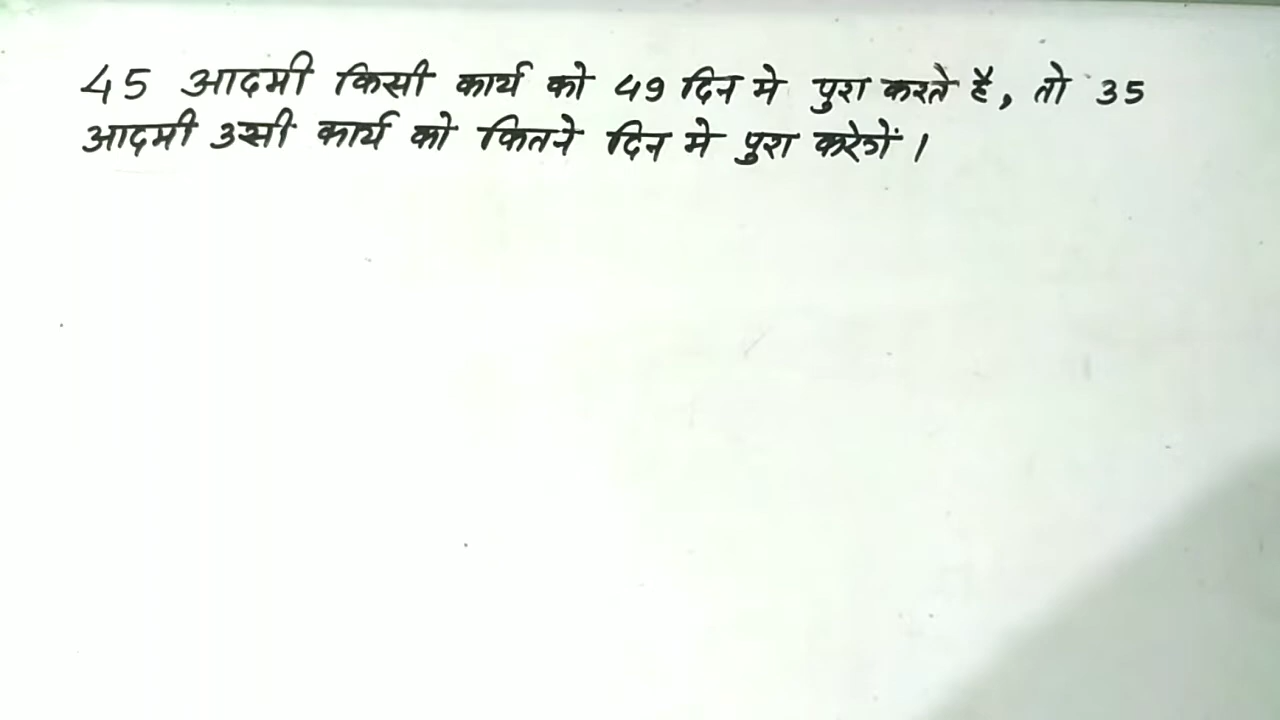 45 आदमी किसी कार्य को 49 दिन मे पुरा करते है, तो 35
आदमी उसी कार्य को कितने दिन मे पुरा करेगें।